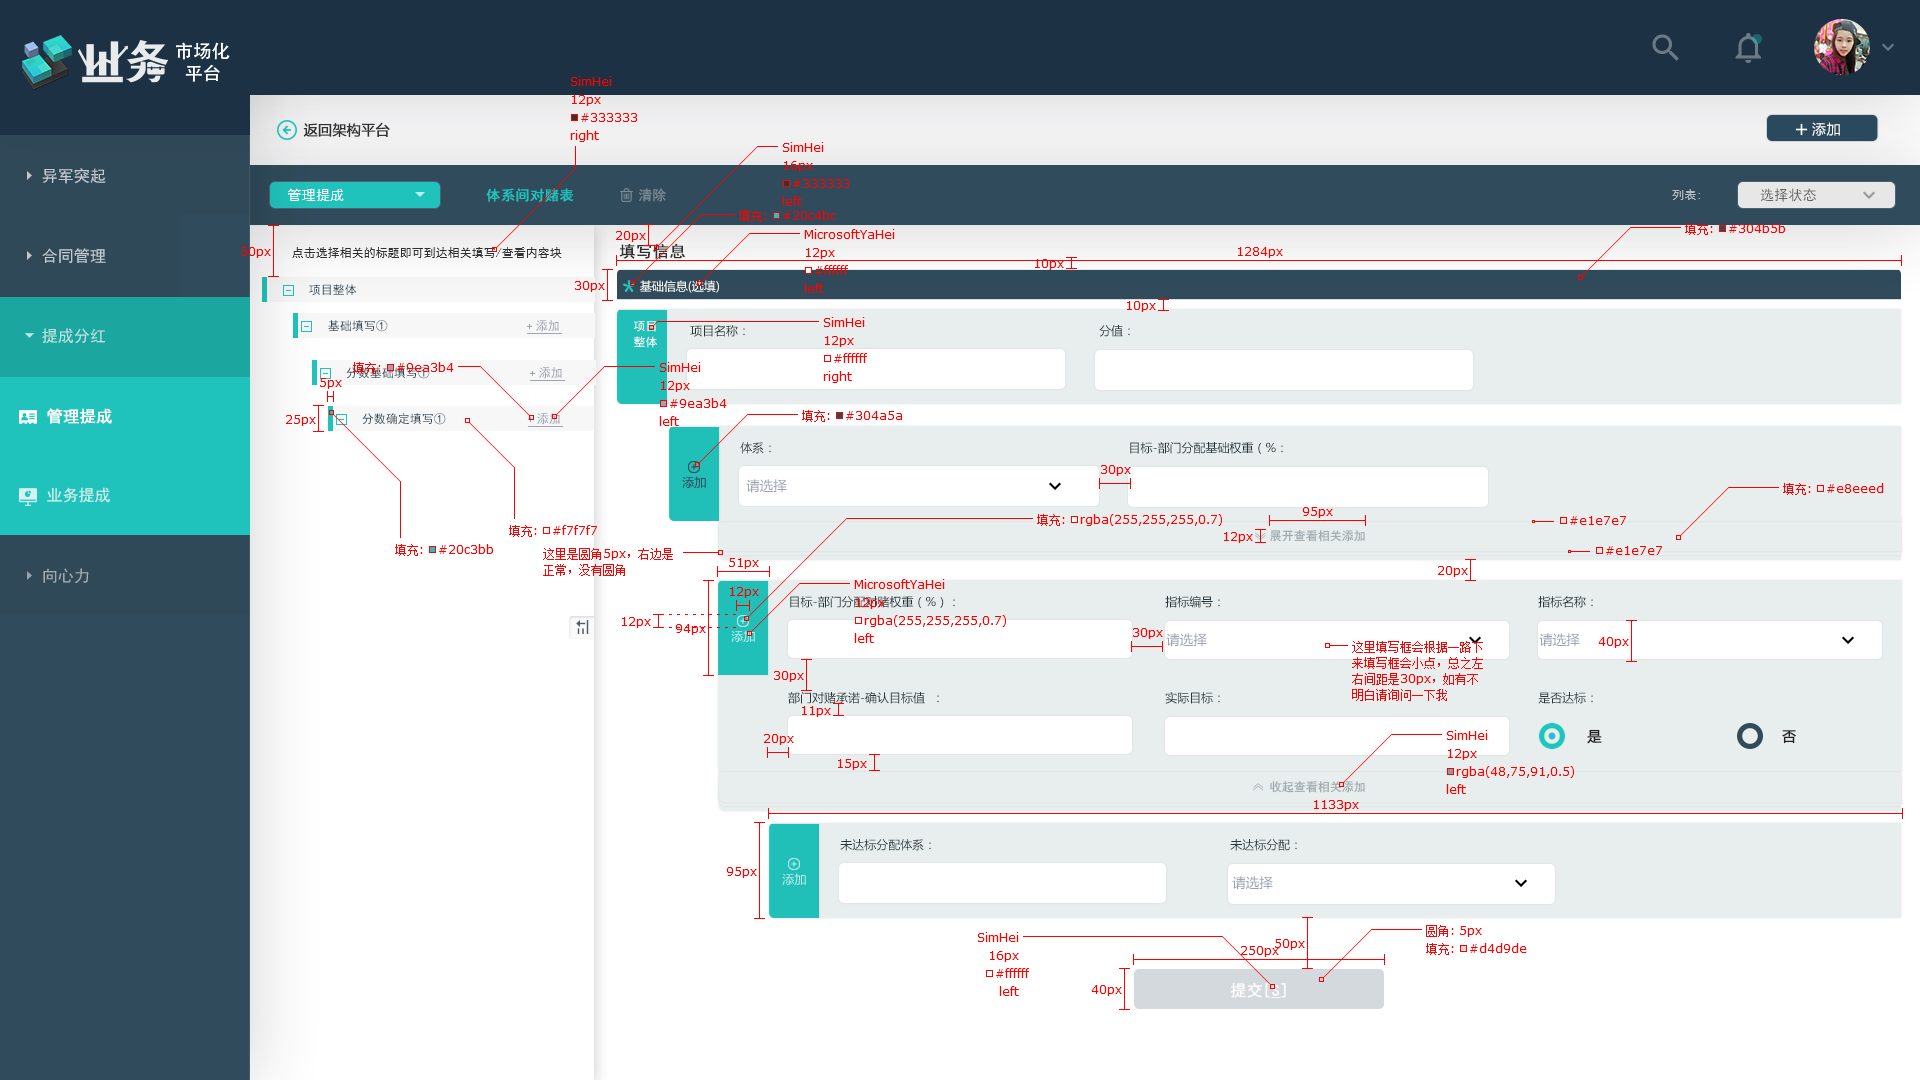 业务
市场化
平台
SimHei
12px
#333333
right
返回架构平台
+ 添加
SimHei
16px
#333333
left
异军突起
管理提成
体系间对赌表
清除
列表:
选择状态
填充: #20c4bc
填充: #304b5b
50px
20px
点击选择相关的标题即可到达相关填写/查看内容块
填写信息
MicrosoftYaHei
12px
#ffffff
left
10px
1284px
合同管理
项目整体
30px
基础信息(选填)
10px
基础填写①
+ 添加
项目
整体
项目名称：
SimHei
12px
#ffffff
right
分值：
提成分红
填充: #9ea3b4
分数基础填写①
+ 添加
SimHei
12px
#9ea3b4
left
5px
25px
分数确定填写①
添加
管理提成
填充: #304a5a
添加
体系：
目标-部门分配基础权重 ( %：
请选择
30px
填充: #e8eeed
业务提成
填充: rgba(255,255,255,0.7)
95px
#e1e7e7
填充: #f7f7f7
12px
展开查看相关添加
填充: #20c3bb
这里是圆角5px，右边是
正常，没有圆角
#e1e7e7
51px
20px
向心力
12px
12px
94px
添加
目标-部门分配对赌权重 ( % )：
MicrosoftYaHei
12px
rgba(255,255,255,0.7)
left
指标编号：
指标名称：
30px
请选择
请选择
40px
这里填写框会根据一路下
来填写框会小点，总之左
右间距是30px，如有不
明白请询问一下我
30px
部门对赌承诺-确认目标值 ：
实际目标：
是否达标：
11px
20px
15px
SimHei
12px
rgba(48,75,91,0.5)
left
是
否
收起查看相关添加
1133px
95px
添加
未达标分配体系：
未达标分配：
请选择
SimHei
16px
#ffffff
left
50px
250px
圆角: 5px
填充: #d4d9de
40px
提交[3]